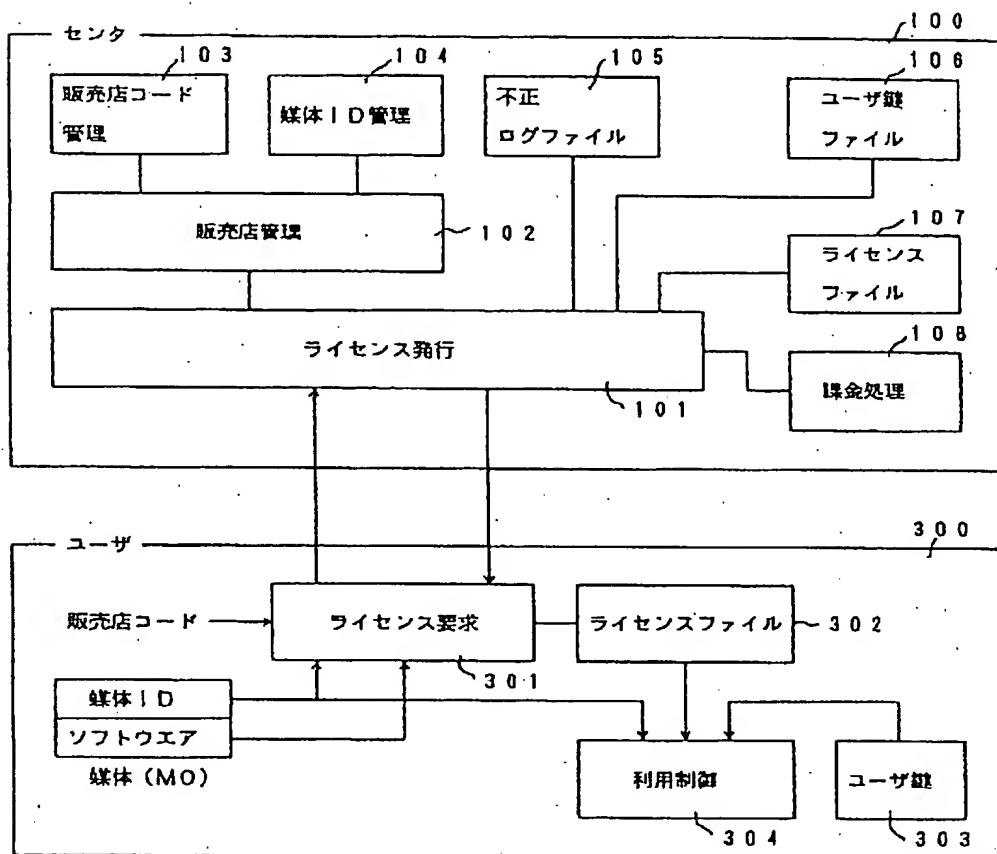 センタ
100
103
104
105
106
販売店コード
管理
媒体ID管理
不正
ログファイル
ユーザ鍵
ファイル
販売店管理
102
107
ライセンス
ファイル
ライセンス発行
101
108
課金処理
ユーザ
300
販売店コード
ライセンス要求
301
ライセンスファイル
302
媒体ID
ソフトウエア
媒体(MO)
利用制御
304
ユーザ鍵
303